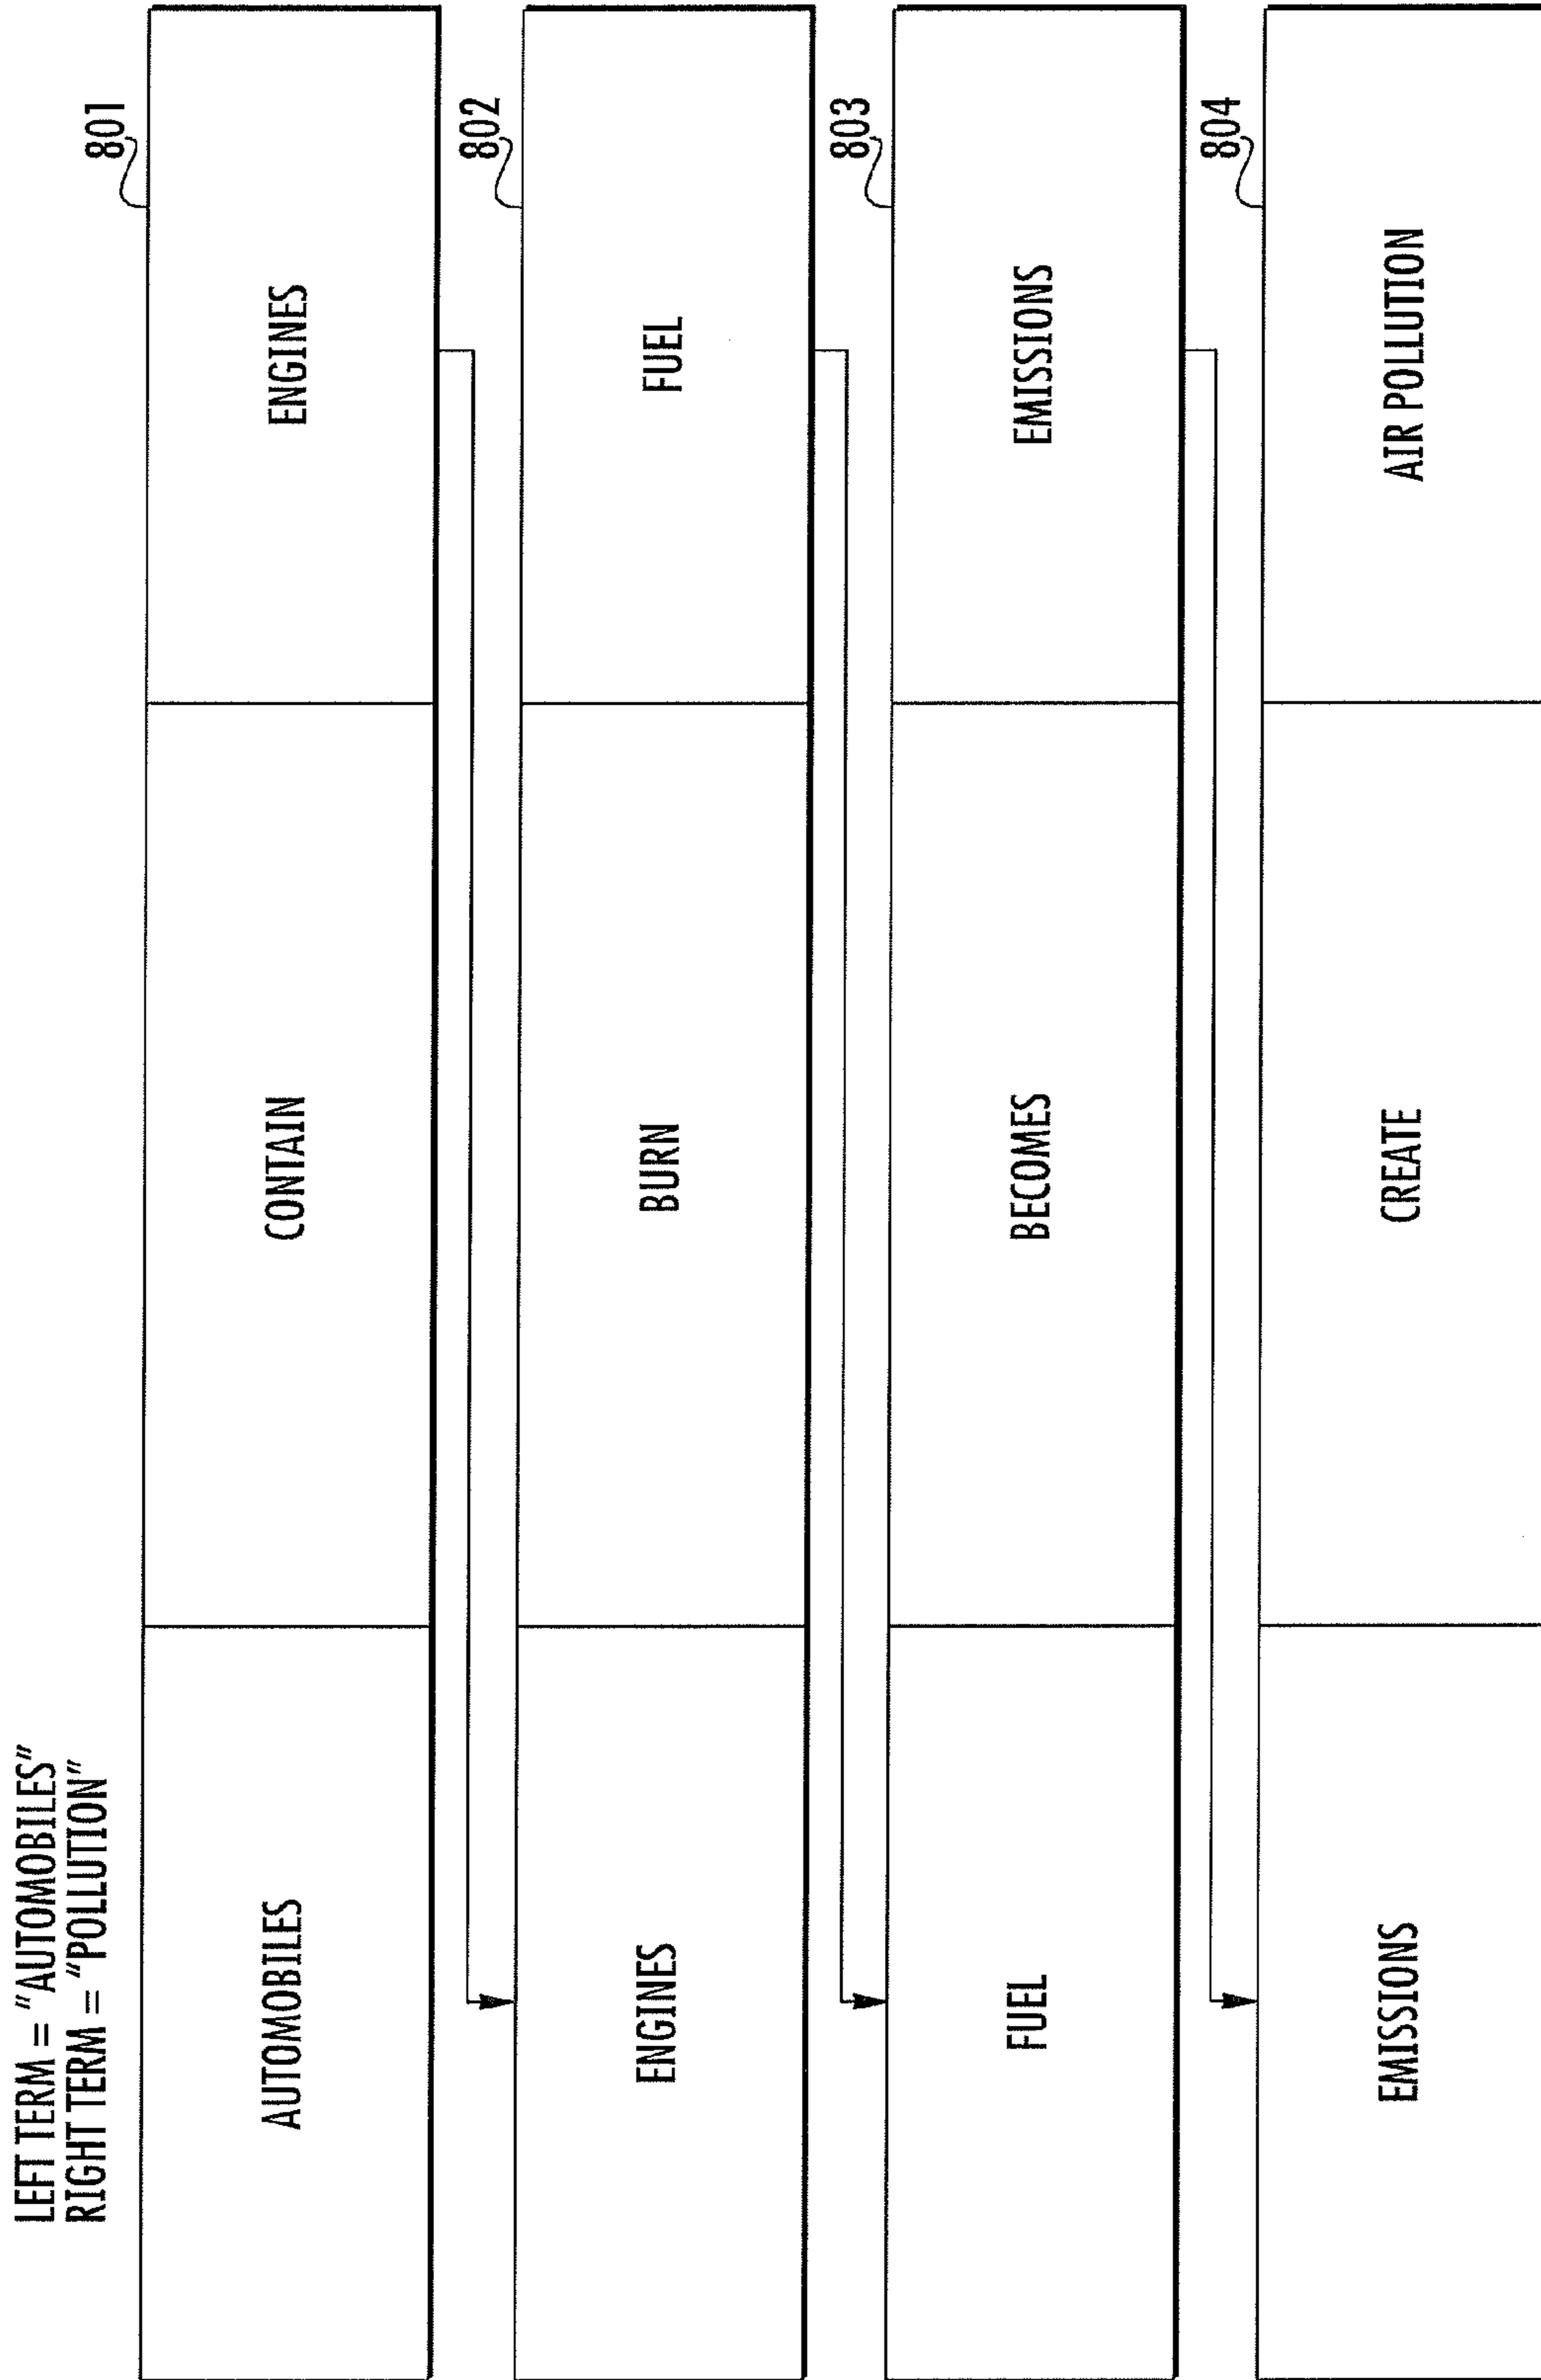 LEFT TERM = "AUTOMOBILES"
RIGHT TERM = "POLLUTION"
801
AUTOMOBILES
CONTAIN
ENGINES
802
ENGINES
BURN
FUEL
803
FUEL
BECOMES
EMISSIONS
804
EMISSIONS
CREATE
AIR POLLUTION